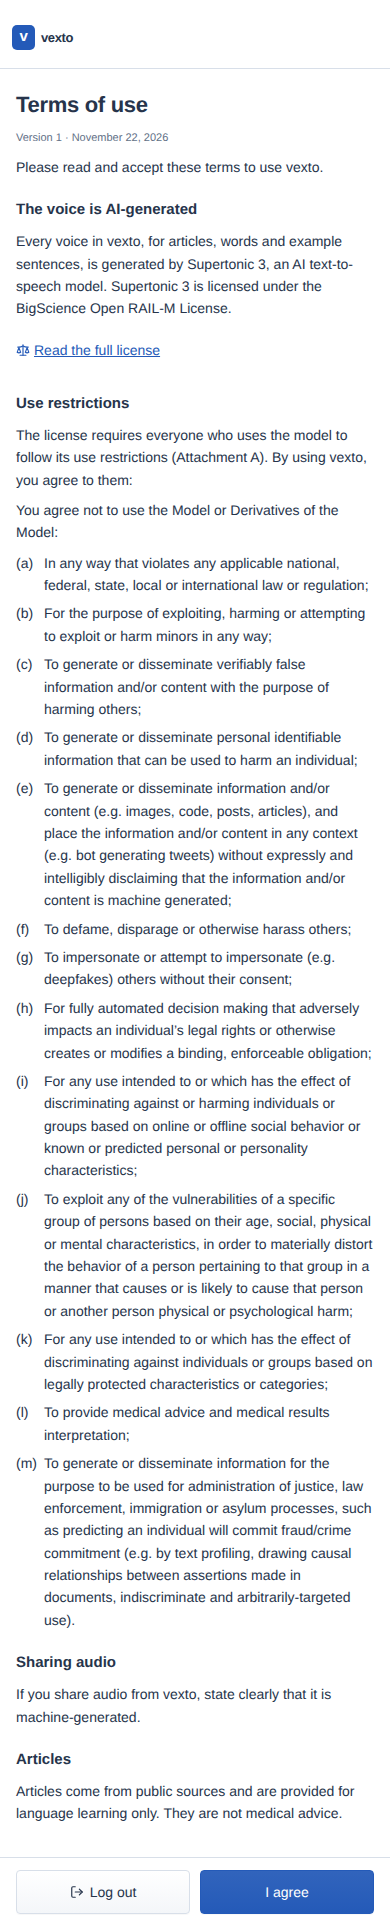 v vexto
Terms of use
Version 1 · November 22, 2026
Please read and accept these terms to use vexto.
The voice is AI-generated
Every voice in vexto, for articles, words and example
sentences, is generated by Supertonic 3, an AI text-to-
speech model. Supertonic 3 is licensed under the
BigScience Open RAIL-M License.
Read the full license
Use restrictions
The license requires everyone who uses the model to
follow its use restrictions (Attachment A). By using vexto,
you agree to them:
You agree not to use the Model or Derivatives of the
Model:
(a) In any way that violates any applicable national,
federal, state, local or international law or regulation;
(b) For the purpose of exploiting, harming or attempting
to exploit or harm minors in any way;
(c) To generate or disseminate verifiably false
information and/or content with the purpose of
harming others;
(d) To generate or disseminate personal identifiable
information that can be used to harm an individual;
(e) To generate or disseminate information and/or
content (e.g. images, code, posts, articles), and
place the information and/or content in any context
(e.g. bot generating tweets) without expressly and
intelligibly disclaiming that the information and/or
content is machine generated;
(f) To defame, disparage or otherwise harass others;
(g) To impersonate or attempt to impersonate (e.g.
deepfakes) others without their consent;
(h) For fully automated decision making that adversely
impacts an individual’s legal rights or otherwise
creates or modifies a binding, enforceable obligation;
(i) For any use intended to or which has the effect of
discriminating against or harming individuals or
groups based on online or offline social behavior or
known or predicted personal or personality
characteristics;
(j) To exploit any of the vulnerabilities of a specific
group of persons based on their age, social, physical
or mental characteristics, in order to materially distort
the behavior of a person pertaining to that group in a
manner that causes or is likely to cause that person
or another person physical or psychological harm;
(k) For any use intended to or which has the effect of
discriminating against individuals or groups based on
legally protected characteristics or categories;
(l) To provide medical advice and medical results
interpretation;
(m) To generate or disseminate information for the
purpose to be used for administration of justice, law
enforcement, immigration or asylum processes, such
as predicting an individual will commit fraud/crime
commitment (e.g. by text profiling, drawing causal
relationships between assertions made in
documents, indiscriminate and arbitrarily-targeted
use).
Sharing audio
If you share audio from vexto, state clearly that it is
machine-generated.
Articles
Articles come from public sources and are provided for
language learning only. They are not medical advice.
Log out
I agree